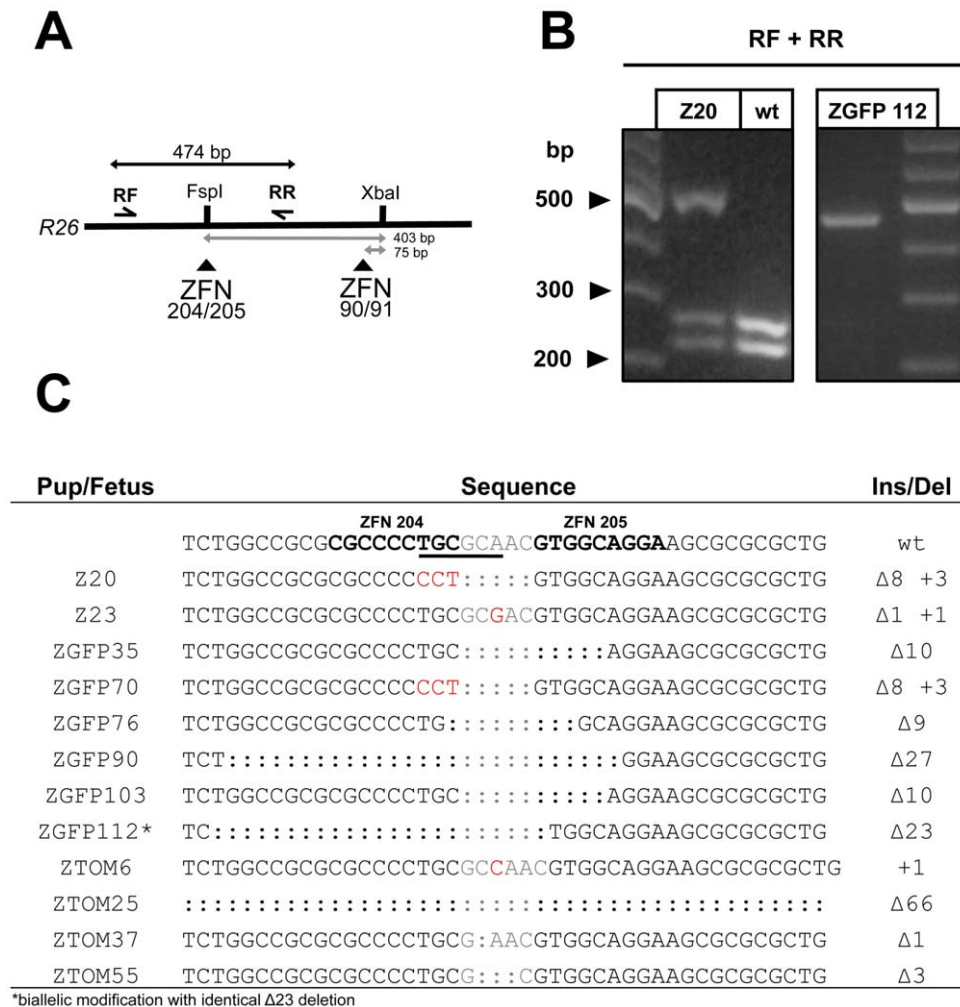 A
474 bp
RF
FspI
RR
XbaI
R26
403 bp
75 bp
ZFN
204/205
ZFN
90/91
B
RF + RR
Z20 wt ZGFP 112
bp
500
300
200
C
Pup/Fetus Sequence Ins/Del
ZFN 204 ZFN 205
TCTGGCCGCGCGCCCCTGCGCAACGTGGCAGGAAGCGCGCGCTG wt
Z20 TCTGGCCGCGCGCCCCCCT:::::GTGGCAGGAAGCGCGCGCTG Δ8 +3
Z23 TCTGGCCGCGCGCCCCTGCGCGACGTGGCAGGAAGCGCGCGCTG Δ1 +1
ZGFP35 TCTGGCCGCGCGCCCCTGC::::::::::AGGAAGCGCGCGCTG Δ10
ZGFP70 TCTGGCCGCGCGCCCCCCT:::::GTGGCAGGAAGCGCGCGCTG Δ8 +3
ZGFP76 TCTGGCCGCGCGCCCCTG:::::::::GCAGGAAGCGCGCGCTG Δ9
ZGFP90 TCT:::::::::::::::::::::::::::GGAAGCGCGCGCTG Δ27
ZGFP103 TCTGGCCGCGCGCCCCTGC::::::::::AGGAAGCGCGCGCTG Δ10
ZGFP112* TC:::::::::::::::::::::::TGGCAGGAAGCGCGCGCTG Δ23
ZTOM6 TCTGGCCGCGCGCCCCTGCGCCAACGTGGCAGGAAGCGCGCGCTG +1
ZTOM25 :::::::::::::::::::::::::::::::::::::::::::: Δ66
ZTOM37 TCTGGCCGCGCGCCCCTGCG:AACGTGGCAGGAAGCGCGCGCTG Δ1
ZTOM55 TCTGGCCGCGCGCCCCTGCG:::CGTGGCAGGAAGCGCGCGCTG Δ3
*biallelic modification with identical Δ23 deletion